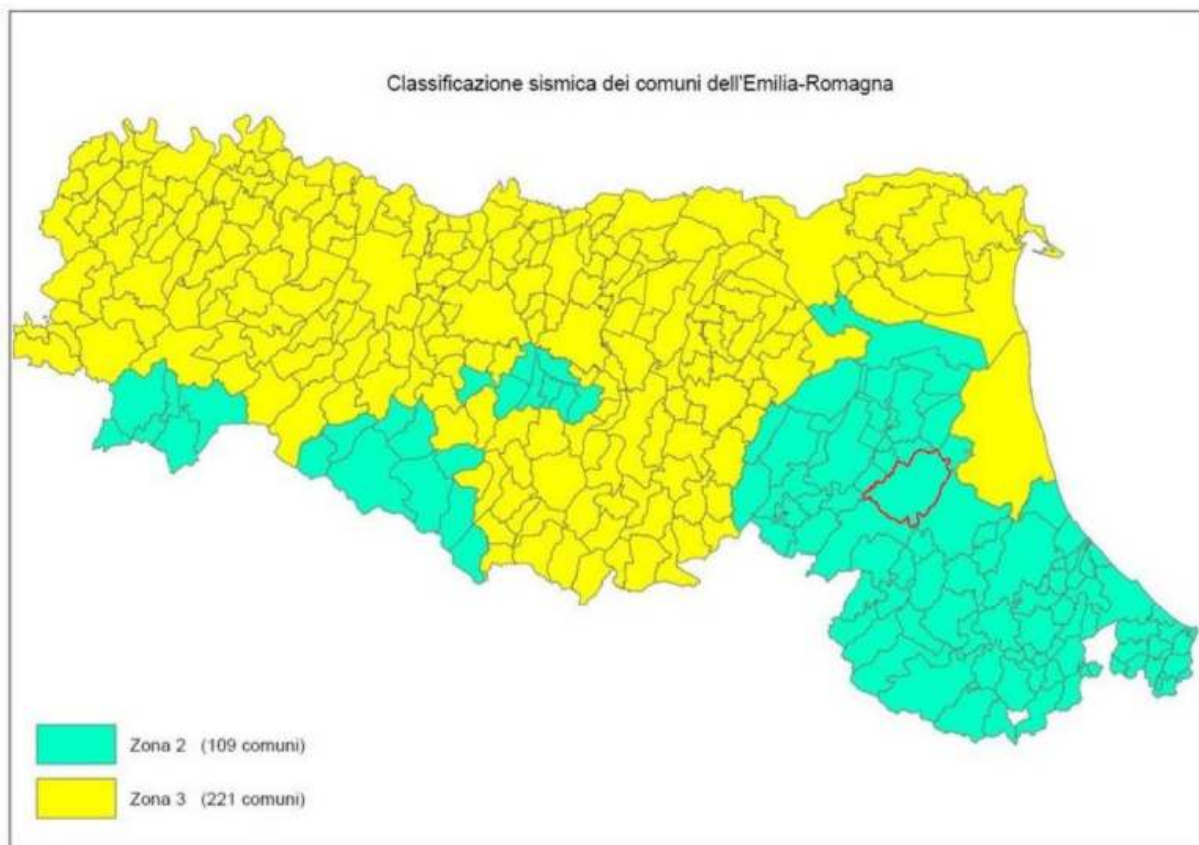 Classificazione sismica dei comuni dell'Emilia-Romagna
Zona 2 (109 comuni)
Zona 3 (221 comuni)